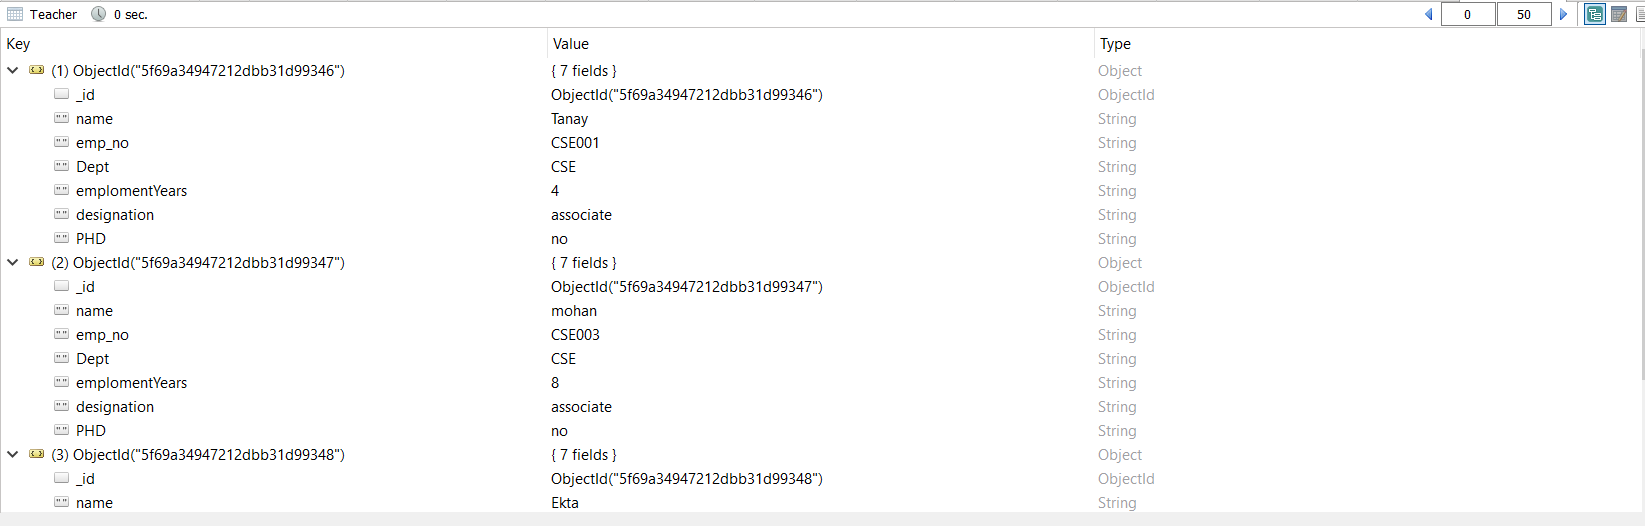 Teacher 0 sec. 0 50
Key Value Type
(1) ObjectId("5f69a34947212dbb31d99346") { 7 fields } Object
_id ObjectId("5f69a34947212dbb31d99346") ObjectId
name Tanay String
emp_no CSE001 String
Dept CSE String
emplomentYears 4 String
designation associate String
PHD no String
(2) ObjectId("5f69a34947212dbb31d99347") { 7 fields } Object
_id ObjectId("5f69a34947212dbb31d99347") ObjectId
name mohan String
emp_no CSE003 String
Dept CSE String
emplomentYears 8 String
designation associate String
PHD no String
(3) ObjectId("5f69a34947212dbb31d99348") { 7 fields } Object
_id ObjectId("5f69a34947212dbb31d99348") ObjectId
name Ekta String